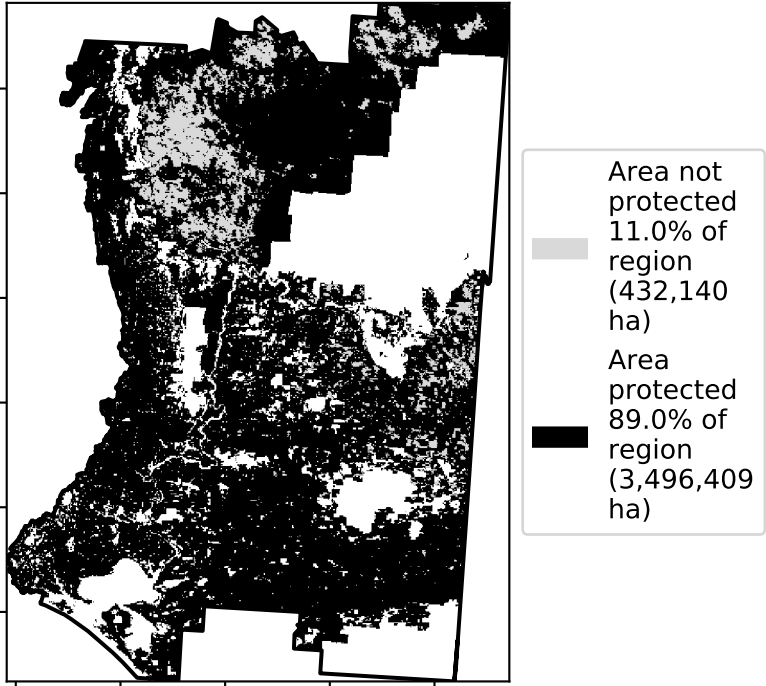 Area not
protected
11.0% of
region
(432,140
ha)
Area
protected
89.0% of
region
(3,496,409
ha)